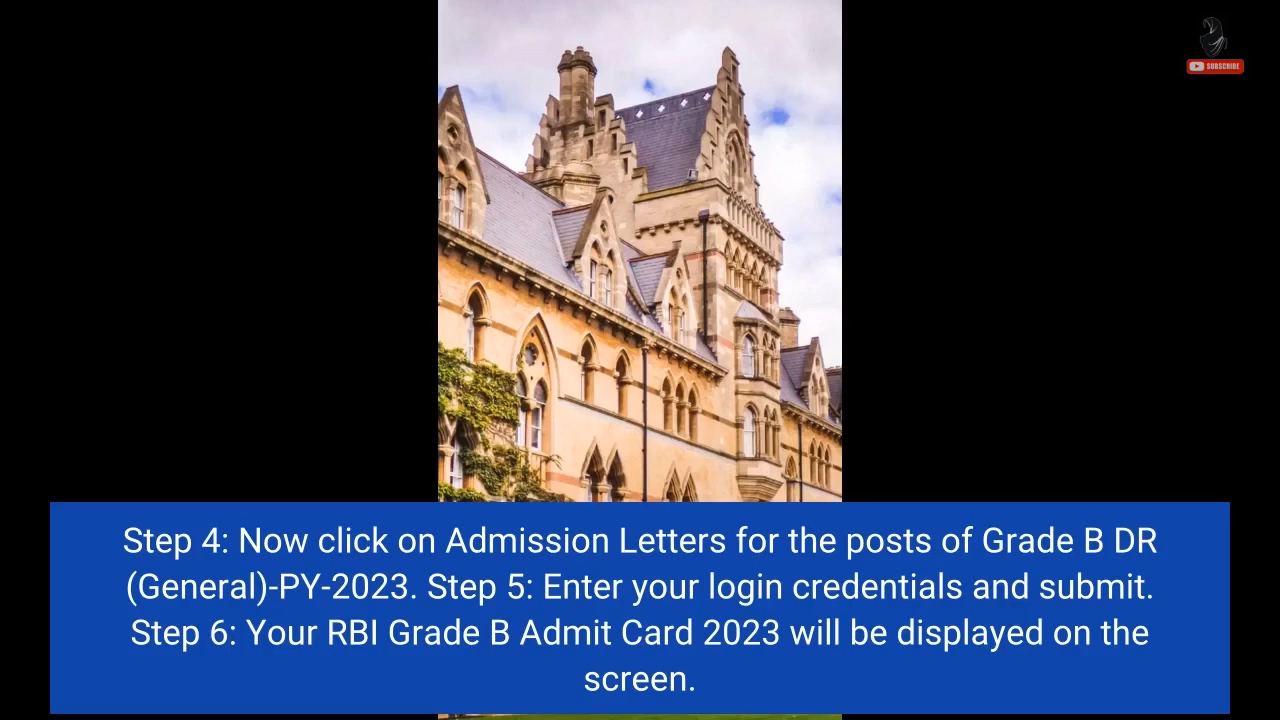 SUBSCRIBE
Step 4: Now click on Admission Letters for the posts of Grade B DR
(General)-PY-2023. Step 5: Enter your login credentials and submit.
Step 6: Your RBI Grade B Admit Card 2023 will be displayed on the
screen.